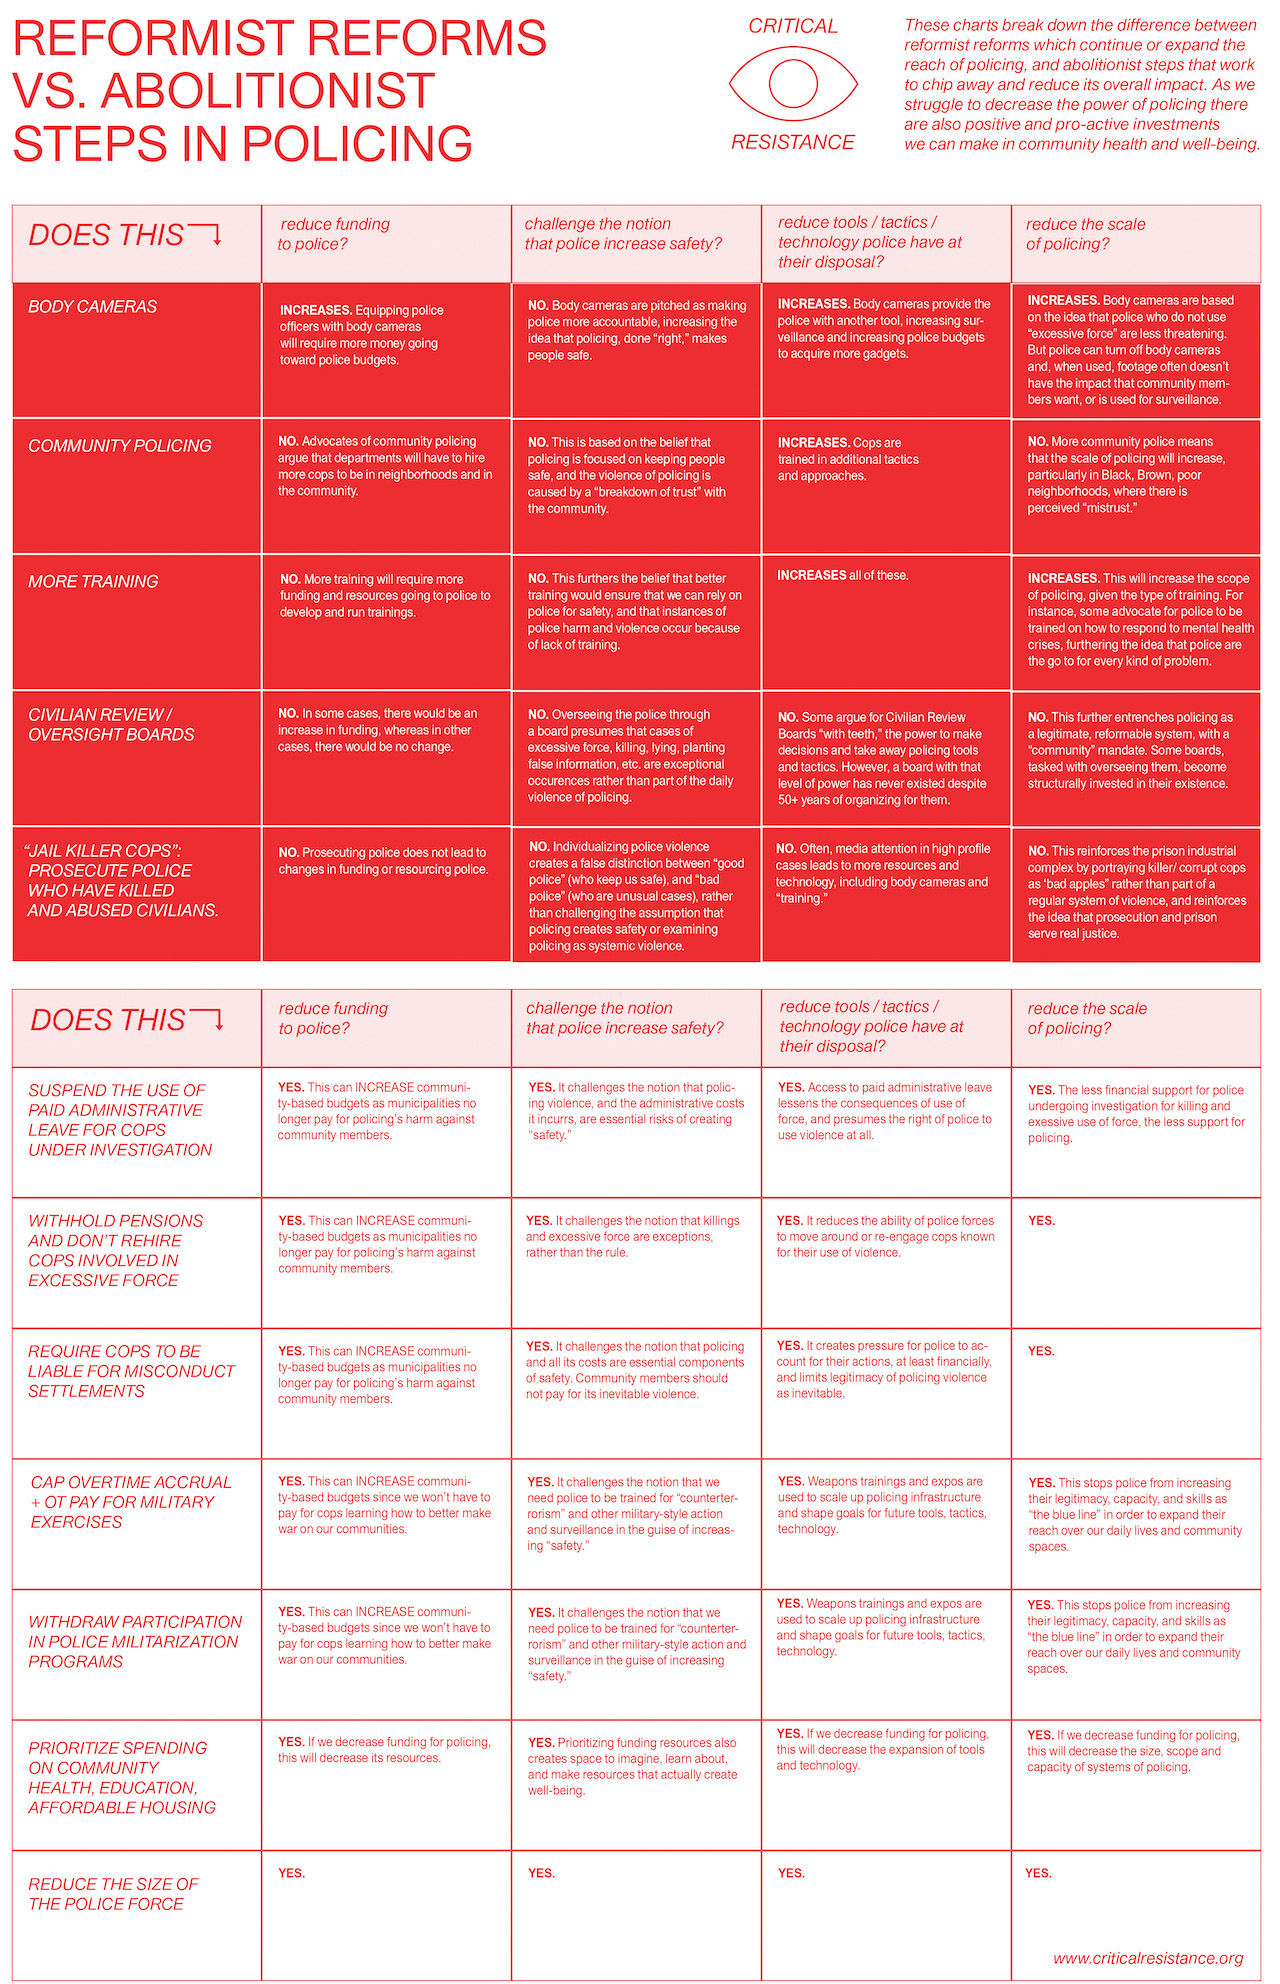 REFORMIST REFORMS
VS. ABOLITIONIST
STEPS IN POLICING
CRITICAL
RESISTANCE
These charts break down the difference between
reformist reforms which continue or expand the
reach of policing, and abolitionist steps that work
to chip away and reduce its overall impact. As we
struggle to decrease the power of policing there
are also positive and pro-active investments
we can make in community health and well-being.
DOES THIS
reduce funding
to police?
challenge the notion
that police increase safety?
reduce tools / tactics /
technology police have at
their disposal?
reduce the scale
of policing?
BODY CAMERAS
INCREASES. Equipping police
officers with body cameras
will require more money going
toward police budgets.
NO. Body cameras are pitched as making
police more accountable, increasing the
idea that policing, done “right,” makes
people safe.
INCREASES. Body cameras provide the
police with another tool, increasing sur-
veillance and increasing police budgets
to acquire more gadgets.
INCREASES. Body cameras are based
on the idea that police who do not use
“excessive force” are less threatening.
But police can turn off body cameras
and, when used, footage often doesn’t
have the impact that community mem-
bers want, or is used for surveillance.
COMMUNITY POLICING
NO. Advocates of community policing
argue that departments will have to hire
more cops to be in neighborhoods and in
the community.
NO. This is based on the belief that
policing is focused on keeping people
safe, and the violence of policing is
caused by a “breakdown of trust” with
the community.
INCREASES. Cops are
trained in additional tactics
and approaches.
NO. More community police means
that the scale of policing will increase,
particularly in Black, Brown, poor
neighborhoods, where there is
perceived “mistrust.”
MORE TRAINING
NO. More training will require more
funding and resources going to police to
develop and run trainings.
NO. This furthers the belief that better
training would ensure that we can rely on
police for safety, and that instances of
police harm and violence occur because
of lack of training.
INCREASES all of these.
INCREASES. This will increase the scope
of policing, given the type of training. For
instance, some advocate for police to be
trained on how to respond to mental health
crises, furthering the idea that police are
the go to for every kind of problem.
CIVILIAN REVIEW /
OVERSIGHT BOARDS
NO. In some cases, there would be an
increase in funding, whereas in other
cases, there would be no change.
NO. Overseeing the police through
a board presumes that cases of
excessive force, killing, lying, planting
false information, etc. are exceptional
occurences rather than part of the daily
violence of policing.
NO. Some argue for Civilian Review
Boards “with teeth,” the power to make
decisions and take away policing tools
and tactics. However, a board with that
level of power has never existed despite
50+ years of organizing for them.
NO. This further entrenches policing as
a legitimate, reformable system, with a
“community” mandate. Some boards,
tasked with overseeing them, become
structurally invested in their existence.
“JAIL KILLER COPS”:
PROSECUTE POLICE
WHO HAVE KILLED
AND ABUSED CIVILIANS.
NO. Prosecuting police does not lead to
changes in funding or resourcing police.
NO. Individualizing police violence
creates a false distinction between “good
police” (who keep us safe), and “bad
police” (who are unusual cases), rather
than challenging the assumption that
policing creates safety or examining
policing as systemic violence.
NO. Often, media attention in high profile
cases leads to more resources and
technology, including body cameras and
“training.”
NO. This reinforces the prison industrial
complex by portraying killer/ corrupt cops
as ‘bad apples” rather than part of a
regular system of violence, and reinforces
the idea that prosecution and prison
serve real justice.
DOES THIS
reduce funding
to police?
challenge the notion
that police increase safety?
reduce tools / tactics /
technology police have at
their disposal?
reduce the scale
of policing?
SUSPEND THE USE OF
PAID ADMINISTRATIVE
LEAVE FOR COPS
UNDER INVESTIGATION
YES. This can INCREASE communi-
ty-based budgets as municipalities no
longer pay for policing’s harm against
community members.
YES. It challenges the notion that polic-
ing violence, and the administrative costs
it incurrs, are essential risks of creating
“safety.”
YES. Access to paid administrative leave
lessens the consequences of use of
force, and presumes the right of police to
use violence at all.
YES. The less financial support for police
undergoing investigation for killing and
exessive use of force, the less support for
policing.
WITHHOLD PENSIONS
AND DON’T REHIRE
COPS INVOLVED IN
EXCESSIVE FORCE
YES. This can INCREASE communi-
ty-based budgets as municipalities no
longer pay for policing’s harm against
community members.
YES. It challenges the notion that killings
and excessive force are exceptions,
rather than the rule.
YES. It reduces the ability of police forces
to move around or re-engage cops known
for their use of violence.
YES.
REQUIRE COPS TO BE
LIABLE FOR MISCONDUCT
SETTLEMENTS
YES. This can INCREASE communi-
ty-based budgets as municipalities no
longer pay for policing’s harm against
community members.
YES. It challenges the notion that policing
and all its costs are essential components
of safety. Community members should
not pay for its inevitable violence.
YES. It creates pressure for police to ac-
count for their actions, at least financially,
and limits legitimacy of policing violence
as inevitable.
YES.
CAP OVERTIME ACCRUAL
+ OT PAY FOR MILITARY
EXERCISES
YES. This can INCREASE communi-
ty-based budgets since we won’t have to
pay for cops learning how to better make
war on our communities.
YES. It challenges the notion that we
need police to be trained for “counterter-
rorism” and other military-style action
and surveillance in the guise of increas-
ing “safety.”
YES. Weapons trainings and expos are
used to scale up policing infrastructure
and shape goals for future tools, tactics,
technology.
YES. This stops police from increasing
their legitimacy, capacity, and skills as
“the blue line” in order to expand their
reach over our daily lives and community
spaces.
WITHDRAW PARTICIPATION
IN POLICE MILITARIZATION
PROGRAMS
YES. This can INCREASE communi-
ty-based budgets since we won’t have to
pay for cops learning how to better make
war on our communities.
YES. It challenges the notion that we
need police to be trained for “counterter-
rorism” and other military-style action and
surveillance in the guise of increasing
“safety.”
YES. Weapons trainings and expos are
used to scale up policing infrastructure
and shape goals for future tools, tactics,
technology.
YES. This stops police from increasing
their legitimacy, capacity, and skills as
“the blue line” in order to expand their
reach over our daily lives and community
spaces.
PRIORITIZE SPENDING
ON COMMUNITY
HEALTH, EDUCATION,
AFFORDABLE HOUSING
YES. If we decrease funding for policing,
this will decrease its resources.
YES. Prioritizing funding resources also
creates space to imagine, learn about,
and make resources that actually create
well-being.
YES. If we decrease funding for policing,
this will decrease the expansion of tools
and technology.
YES. If we decrease funding for policing,
this will decrease the size, scope and
capacity of systems of policing.
REDUCE THE SIZE OF
THE POLICE FORCE
YES.
YES.
YES.
YES.
www.criticalresistance.org